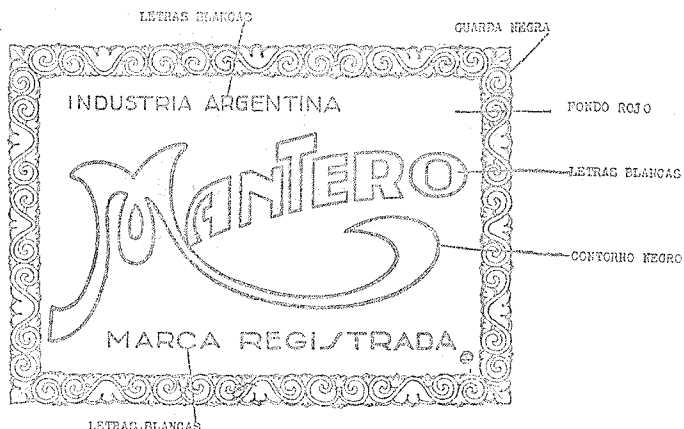 LETRAS BLANCAS
GUARDA NEGRA
INDUSTRIA ARGENTINA
FONDO ROJO
MANTERO
LETRAS BLANCAS
CONTORNO NEGRO
MARCA REGISTRADA
LETRAS BLANCAS